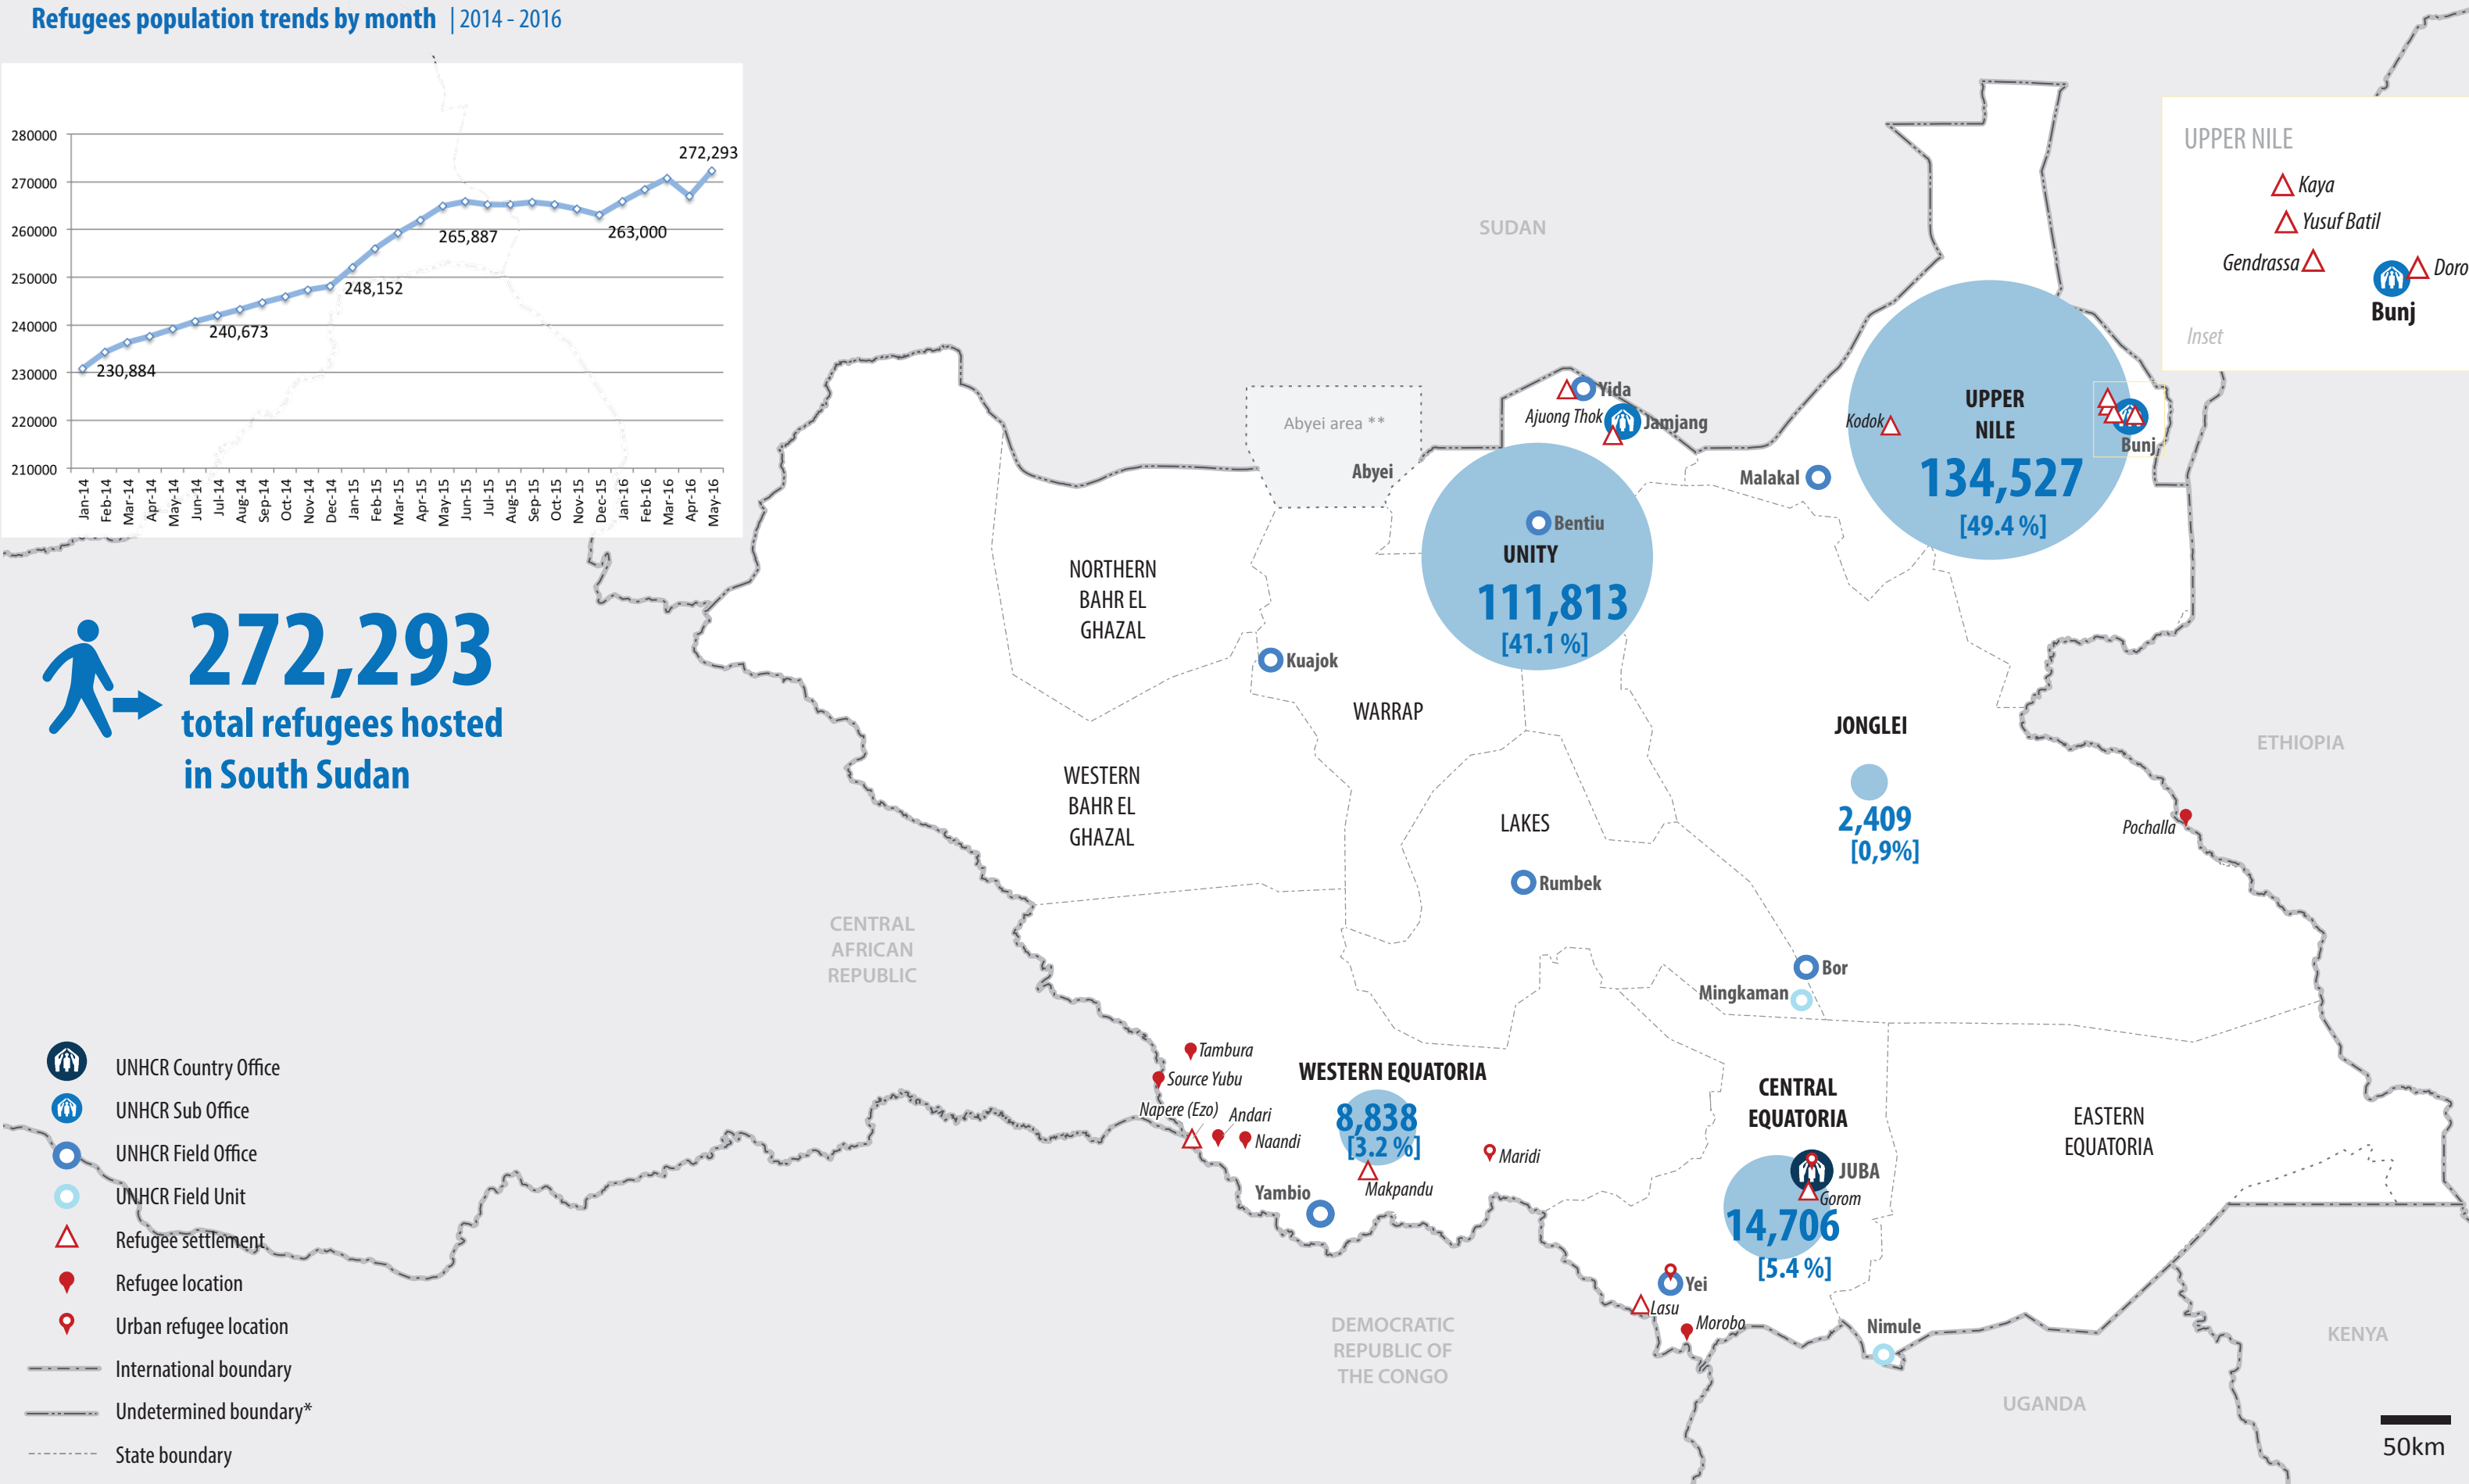 Refugees population trends by month | 2014 - 2016
280000
270000
260000
250000
240000
230000
220000
210000
230,884
240,673
248,152
265,887
263,000
272,293
Jan-14
Feb-14
Mar-14
Apr-14
May-14
Jun-14
Jul-14
Aug-14
Sep-14
Oct-14
Nov-14
Dec-14
Jan-15
Feb-15
Mar-15
Apr-15
May-15
Jun-15
Jul-15
Aug-15
Sep-15
Oct-15
Nov-15
Dec-15
Jan-16
Feb-16
Mar-16
Apr-16
May-16
272,293
total refugees hosted
in South Sudan
UNHCR Country Office
UNHCR Sub Office
UNHCR Field Office
UNHCR Field Unit
Refugee settlement
Refugee location
Urban refugee location
International boundary
Undetermined boundary*
State boundary
SUDAN
UPPER NILE
Kaya
Yusuf Batil
Gendrassa
Doro
Bunj
Inset
Abyei area **
Abyei
Yida
Ajuong Thok
Jamjang
Kodok
UPPER
NILE
134,527
[49.4 %]
Bunj
Malakal
Bentiu
UNITY
111,813
[41.1 %]
NORTHERN
BAHR EL
GHAZAL
Kuajok
WARRAP
WESTERN
BAHR EL
GHAZAL
JONGLEI
2,409
[0,9%]
ETHIOPIA
Pochalla
LAKES
Rumbek
CENTRAL
AFRICAN
REPUBLIC
Bor
Mingkaman
Tambura
Source Yubu
Napere (Ezo)
Andari
Naandi
WESTERN EQUATORIA
8,838
[3.2 %]
Makpandu
Yambio
Maridi
CENTRAL
EQUATORIA
JUBA
Gorom
14,706
[5.4 %]
EASTERN
EQUATORIA
Yei
Lasu
Morobo
Nimule
DEMOCRATIC
REPUBLIC OF
THE CONGO
UGANDA
KENYA
50km